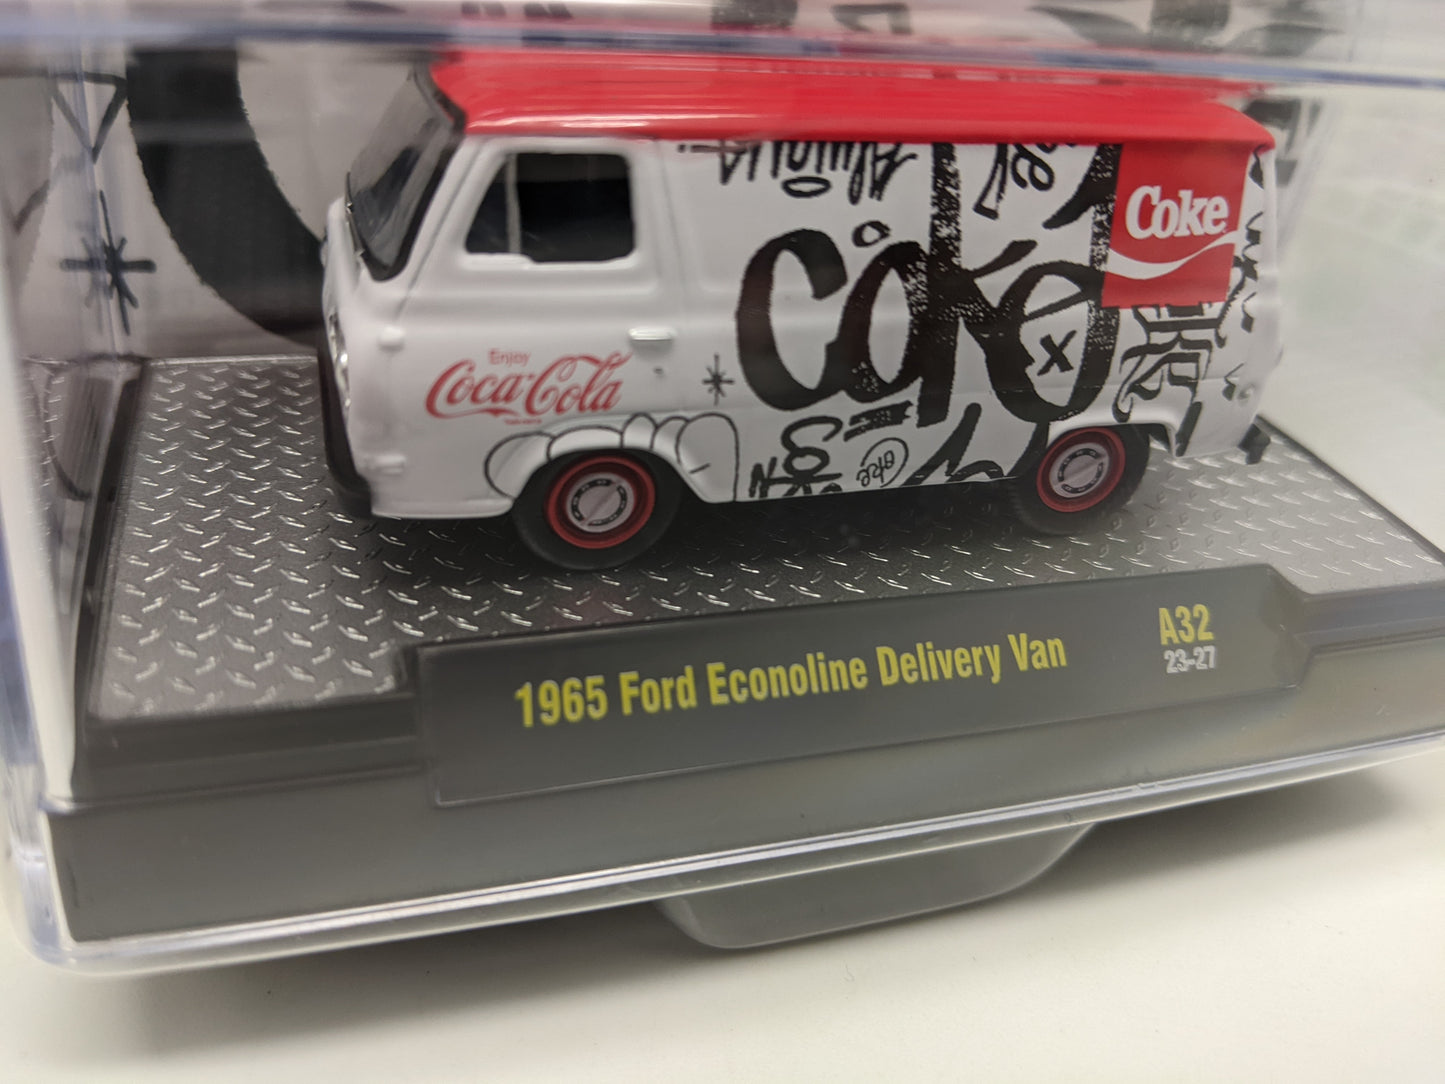 Coke
coke
Enjoy
Coca-Cola
1965 Ford Econoline Delivery Van
A32
23-27